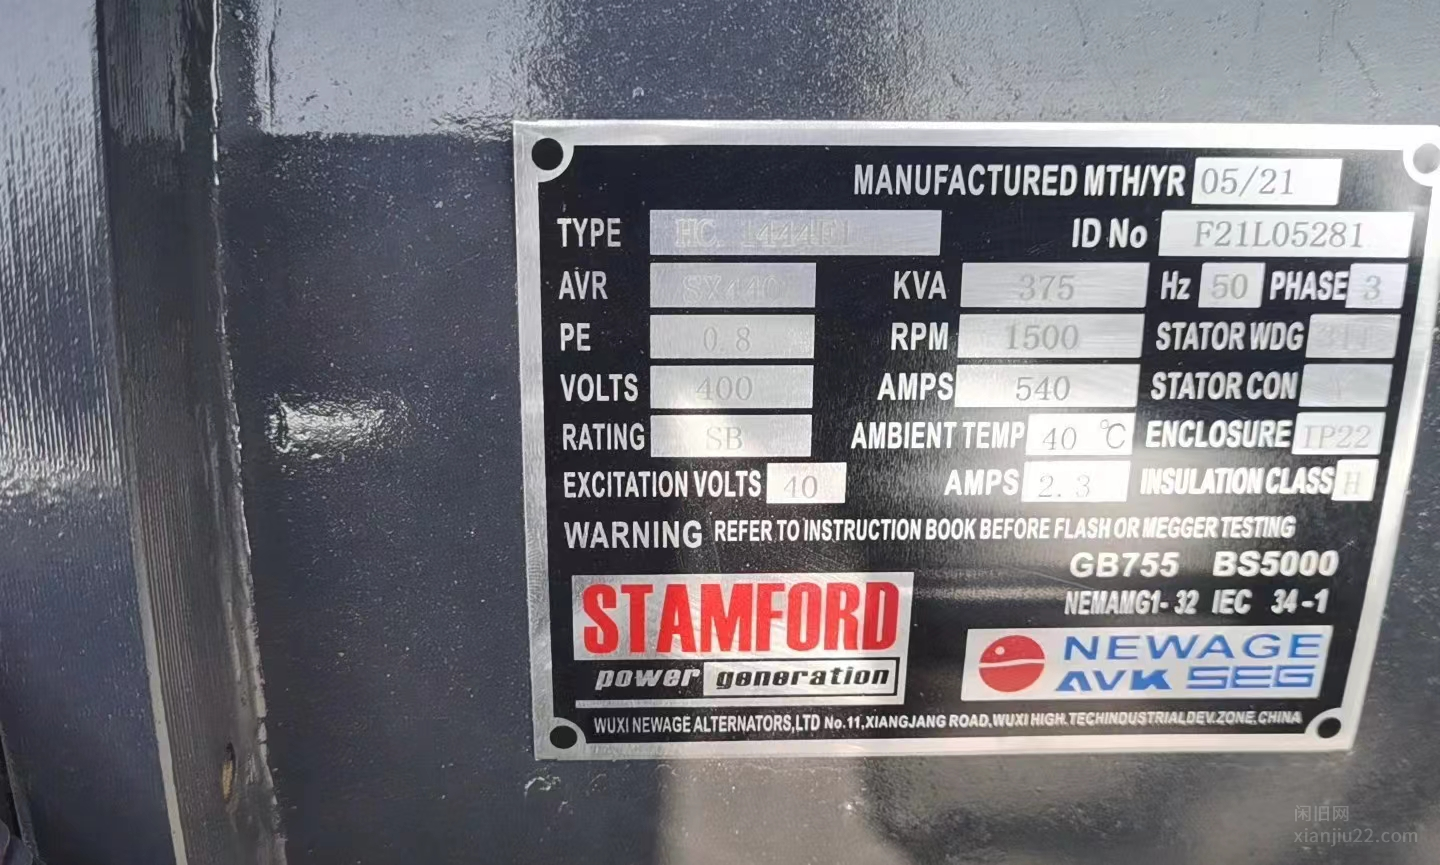 MANUFACTURED MTH/YR 05/21
TYPE ID No F21L05281
AVR SX440 KVA 375 Hz 50 PHASE 3
PE 0.8 RPM 1500 STATOR WDG 311
VOLTS 400 AMPS 540 STATOR CON
RATING SB AMBIENT TEMP 40 ℃ ENCLOSURE IP22
EXCITATION VOLTS 40 AMPS 2.3 INSULATION CLASS H
WARNING REFER TO INSTRUCTION BOOK BEFORE FLASH OR MEGGER TESTING
GB755 BS5000
NEMAMG1-32 IEC 34-1
STAMFORD
power generation
NEWAGE
AVK SEG
WUXI NEWAGE ALTERNATORS,LTD No.11,XIANGJANG ROAD,WUXI HIGH.TECHINDUSTRIALDEV.ZONE,CHINA
闲旧网
xianjiu22.com